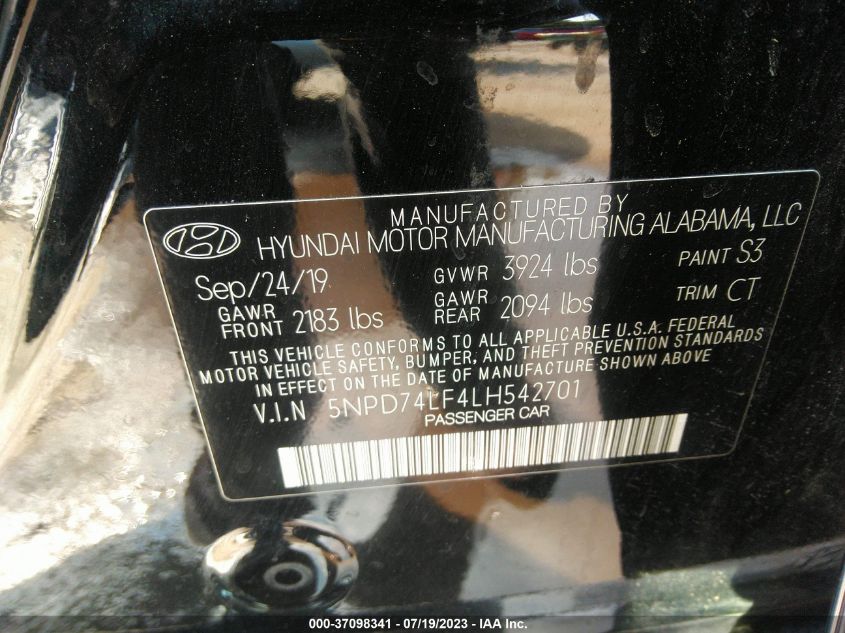 MANUFACTURED BY
HYUNDAI MOTOR MANUFACTURING ALABAMA, LLC
Sep/24/19 GVWR 3924 lbs PAINT S3
GAWR FRONT 2183 lbs GAWR REAR 2094 lbs TRIM CT
THIS VEHICLE CONFORMS TO ALL APPLICABLE U.S.A. FEDERAL
MOTOR VEHICLE SAFETY, BUMPER, AND THEFT PREVENTION STANDARDS
IN EFFECT ON THE DATE OF MANUFACTURE SHOWN ABOVE
V.I.N 5NPD74LF4LH542701
PASSENGER CAR
000-37098341 - 07/19/2023 - IAA Inc.